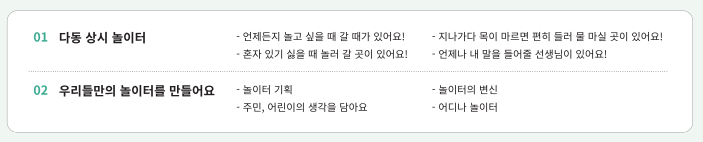 01 다동 상시 놀이터
- 언제든지 놀고 싶을 때 갈 때가 있어요!
- 혼자 있기 싫을 때 놀러 갈 곳이 있어요!
- 지나가다 목이 마르면 편히 들러 물 마실 곳이 있어요!
- 언제나 내 말을 들어줄 선생님이 있어요!
02 우리들만의 놀이터를 만들어요
- 놀이터 기획
- 주민, 어린이의 생각을 담아요
- 놀이터의 변신
- 어디나 놀이터